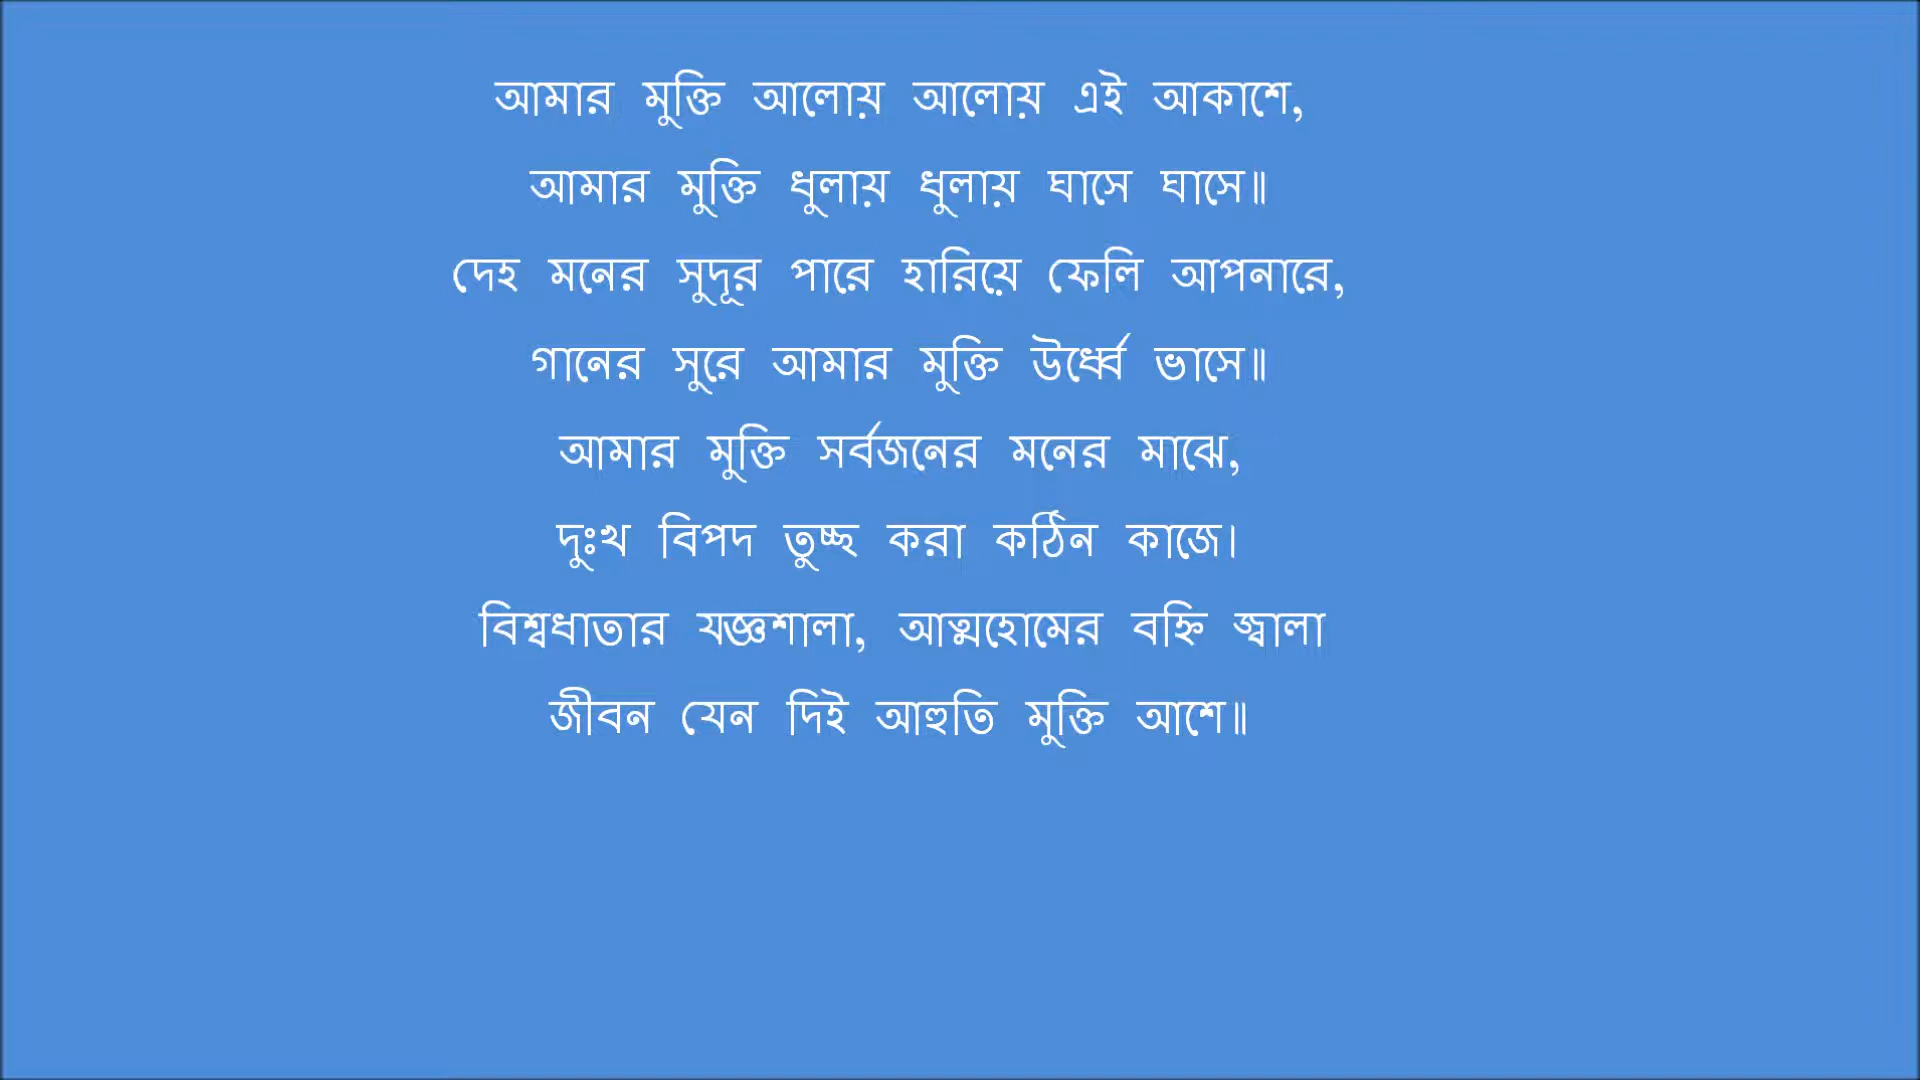 আমার মুক্তি আলোয় আলোয় এই আকাশে,
আমার মুক্তি ধুলায় ধুলায় ঘাসে ঘাসে॥
দেহ মনের সুদূর পারে হারিয়ে ফেলি আপনারে,
গানের সুরে আমার মুক্তি উর্ধ্বে ভাসে॥
আমার মুক্তি সর্বজনের মনের মাঝে,
দুঃখ বিপদ তুচ্ছ করা কঠিন কাজে।
বিশ্বধাতার যজ্ঞশালা, আত্মহোমের বহ্নি জ্বালা
জীবন যেন দিই আহুতি মুক্তি আশে॥